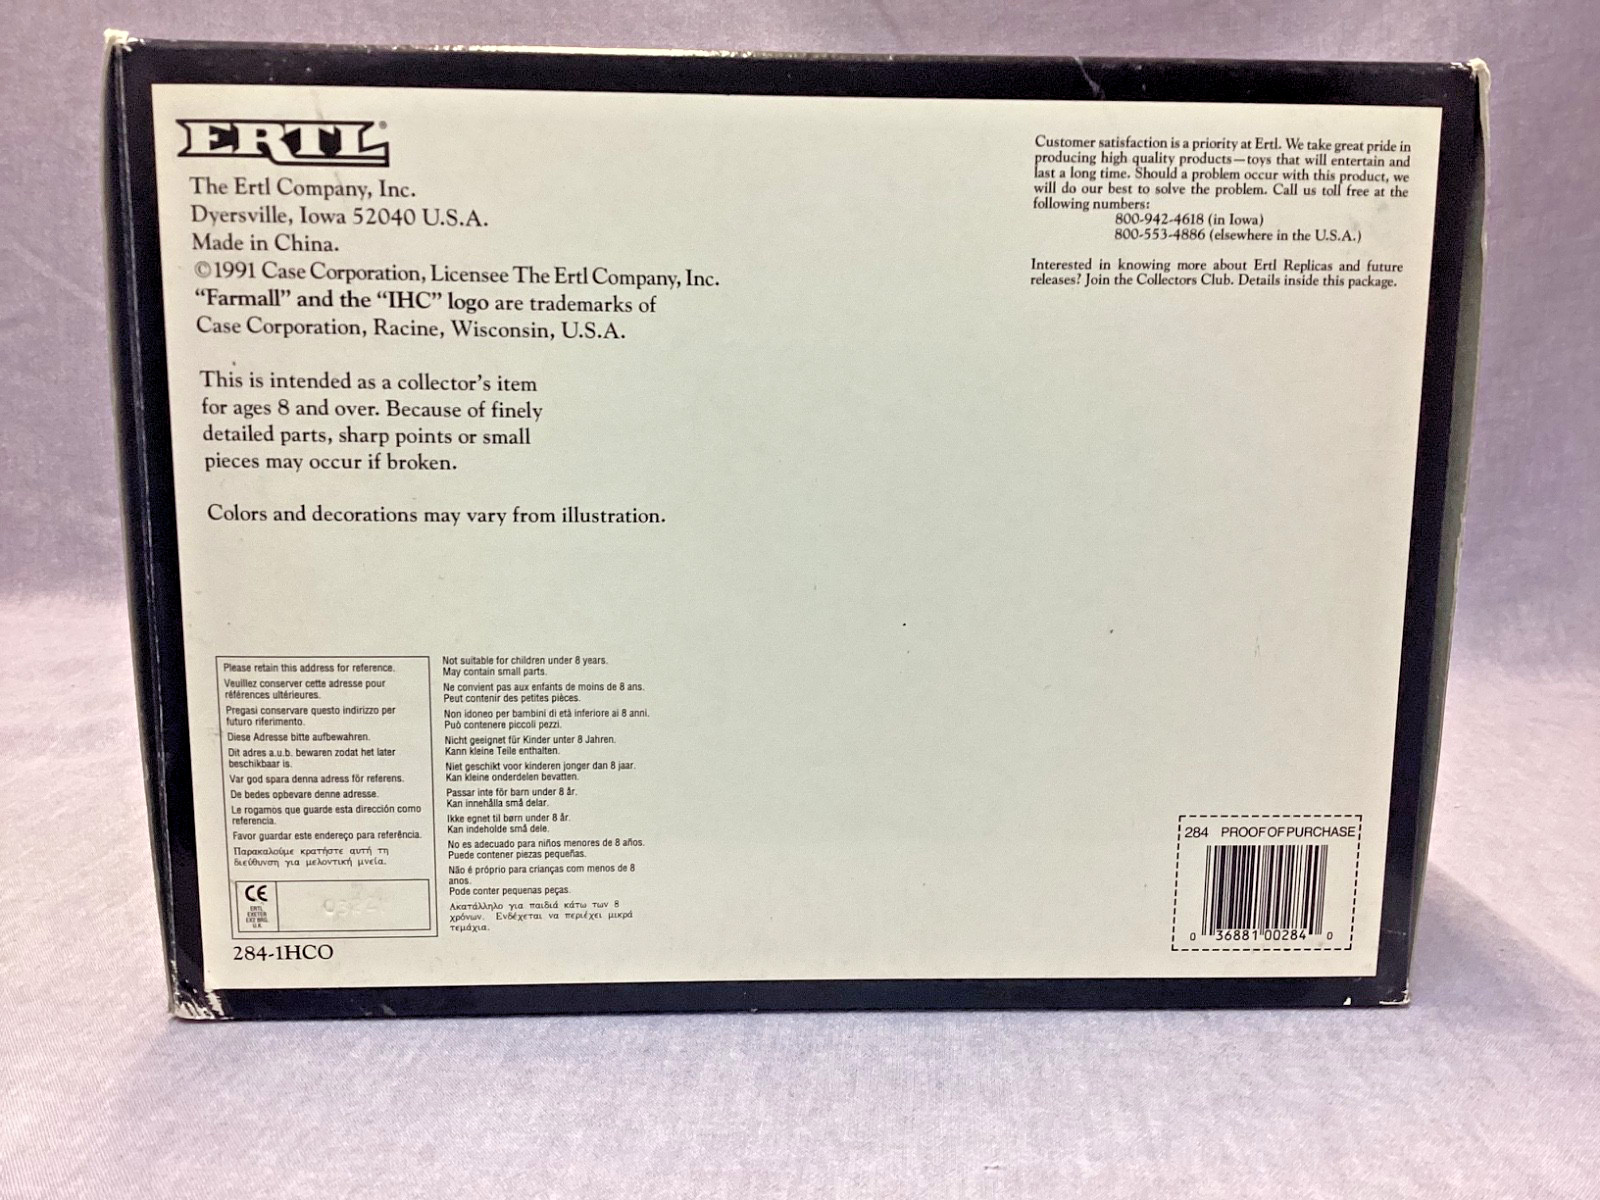 ERTL®
The Ertl Company, Inc.
Dyersville, Iowa 52040 U.S.A.
Made in China.
©1991 Case Corporation, Licensee The Ertl Company, Inc.
“Farmall” and the “IHC” logo are trademarks of
Case Corporation, Racine, Wisconsin, U.S.A.
This is intended as a collector’s item
for ages 8 and over. Because of finely
detailed parts, sharp points or small
pieces may occur if broken.
Colors and decorations may vary from illustration.
Customer satisfaction is a priority at Ertl. We take great pride in
producing high quality products—toys that will entertain and
last a long time. Should a problem occur with this product, we
will do our best to solve the problem. Call us toll free at the
following numbers:
800-942-4618 (in Iowa)
800-553-4886 (elsewhere in the U.S.A.)
Interested in knowing more about Ertl Replicas and future
releases? Join the Collectors Club. Details inside this package.
Please retain this address for reference.
Veuillez conserver cette adresse pour
références ultérieures.
Pregasi conservare questo indirizzo per
futuro riferimento.
Diese Adresse bitte aufbewahren.
Dit adres a.u.b. bewaren zodat het later
beschikbaar is.
Var god spara denna adress för referens.
De bedes opbevare denne adresse.
Le rogamos que guarde esta dirección como
referencia.
Favor guardar este endereço para referência.
Παρακαλούμε κρατήστε αυτή τη
διεύθυνση για μελοντική μνεία.
CE
ERTL
EXETER
U.K
284-1HCO
Not suitable for children under 8 years.
May contain small parts.
Ne convient pas aux enfants de moins de 8 ans.
Peut contenir des petites pièces.
Non idoneo per bambini di età inferiore ai 8 anni.
Può contenere piccoli pezzi.
Nicht geeignet für Kinder unter 8 Jahren.
Kann kleine Teile enthalten.
Niet geschikt voor kinderen jonger dan 8 jaar.
Kan kleine onderdelen bevatten.
Passar inte för barn under 8 år.
Kan innehålla små delar.
Ikke egnet til børn under 8 år.
Kan indeholde små dele.
No es adecuado para niños menores de 8 años.
Puede contener piezas pequeñas.
Não é próprio para crianças com menos de 8
anos.
Pode conter pequenas peças.
Ακατάλληλο για παιδιά κάτω των 8
χρόνων. Ενδέχεται να περιέχει μικρά
τεμάχια.
284 PROOF OF PURCHASE
0 36881 00284 0